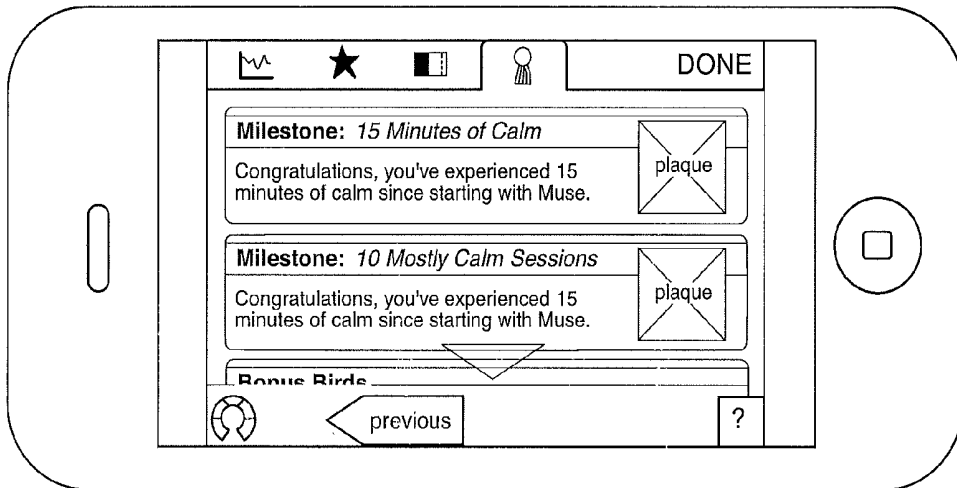 DONE
Milestone: 15 Minutes of Calm
plaque
Congratulations, you've experienced 15
minutes of calm since starting with Muse.
Milestone: 10 Mostly Calm Sessions
plaque
Congratulations, you've experienced 15
minutes of calm since starting with Muse.
Bonus Birds
previous
?